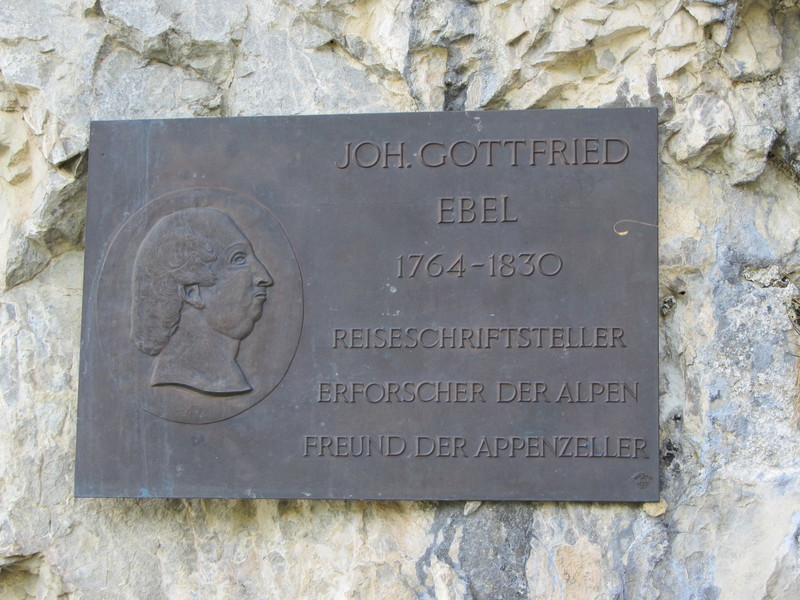 JOH. GOTTFRIED
EBEL
1764-1830
REISESCHRIFTSTELLER
ERFORSCHER DER ALPEN
FREUND DER APPENZELLER